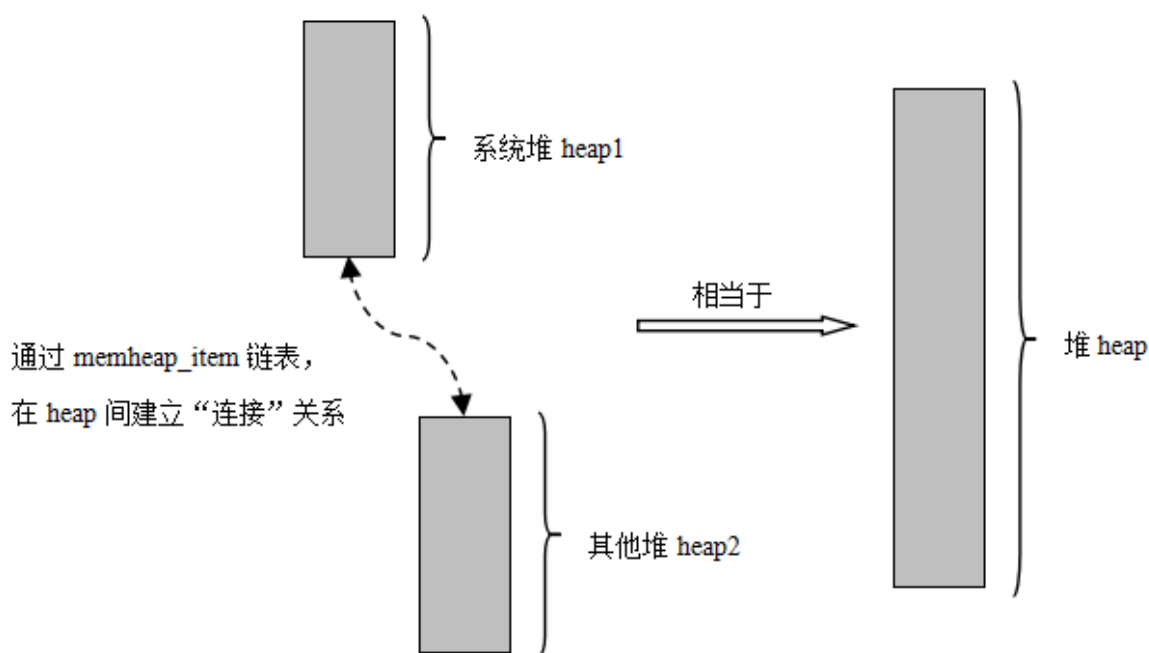 系统堆 heap1
相当于
堆 heap
通过 memheap_item 链表，
在 heap 间建立“连接”关系
其他堆 heap2